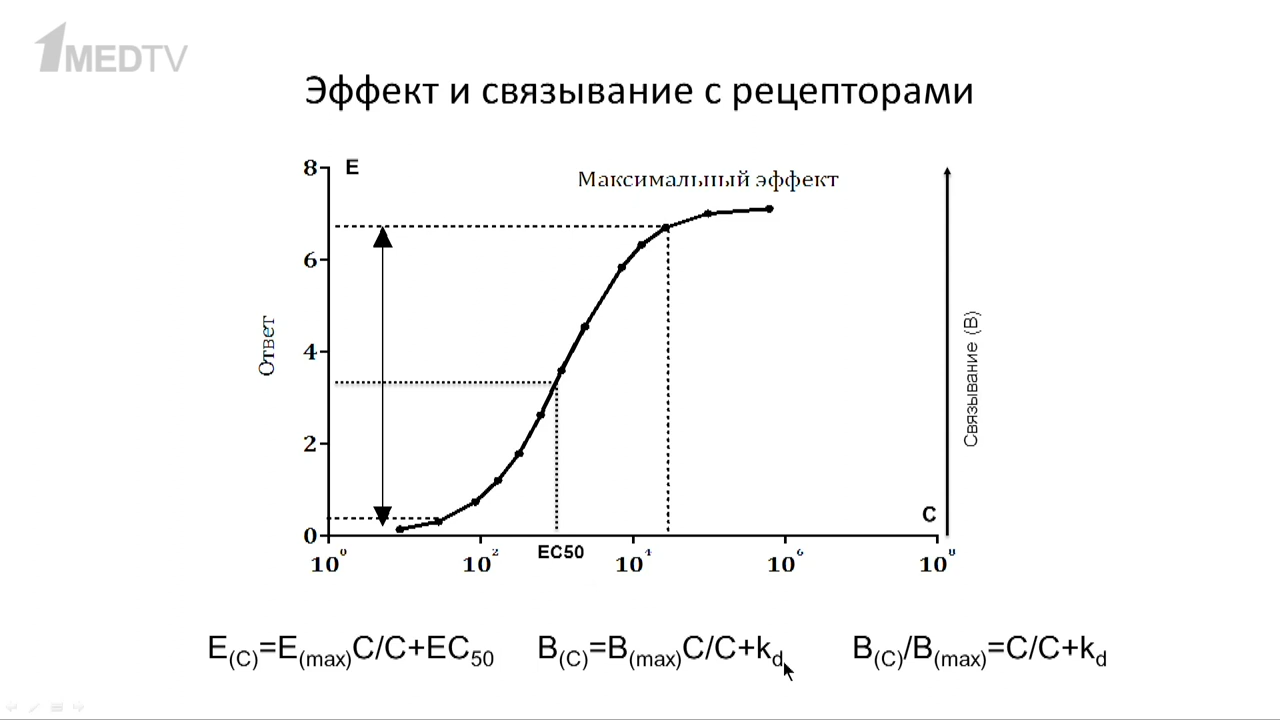 1MEDTV
Эффект и связывание с рецепторами
8
E
Максимальный эффект
6
4
2
0
Ответ
Связывание (B)
C
10⁰
10²
EC50
10⁴
10⁶
10⁸
E(C)=E(max)C/C+EC50
B(C)=B(max)C/C+kd
B(C)/B(max)=C/C+kd